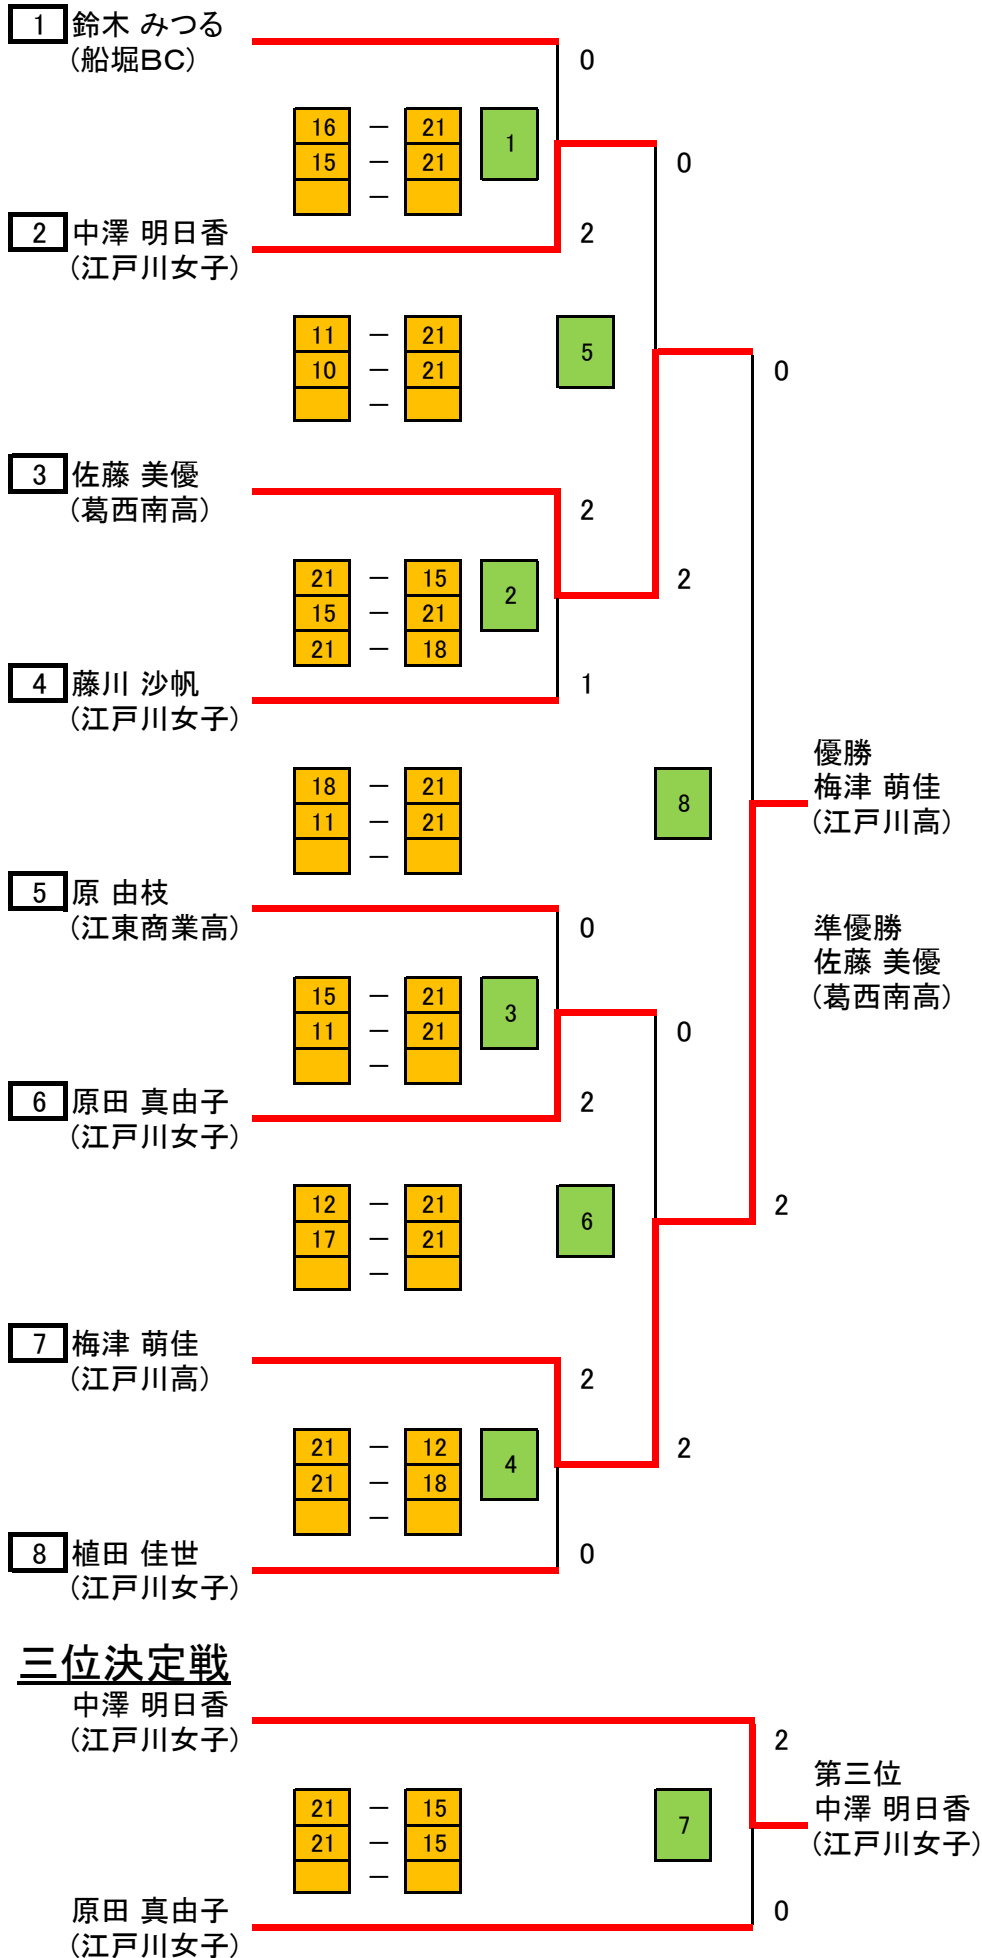 1 鈴木 みつる
(船堀BC)
0
16 － 21
15 － 21
－
1
0
2 中澤 明日香
(江戸川女子)
2
11 － 21
10 － 21
－
5
0
3 佐藤 美優
(葛西南高)
2
21 － 15
15 － 21
21 － 18
2
2
4 藤川 沙帆
(江戸川女子)
1
18 － 21
11 － 21
－
8
優勝
梅津 萌佳
(江戸川高)
5 原 由枝
(江東商業高)
0
準優勝
佐藤 美優
(葛西南高)
15 － 21
11 － 21
－
3
0
6 原田 真由子
(江戸川女子)
2
12 － 21
17 － 21
－
6
2
7 梅津 萌佳
(江戸川高)
2
21 － 12
21 － 18
－
4
2
8 植田 佳世
(江戸川女子)
0
三位決定戦
中澤 明日香
(江戸川女子)
2
21 － 15
21 － 15
－
7
第三位
中澤 明日香
(江戸川女子)
原田 真由子
(江戸川女子)
0